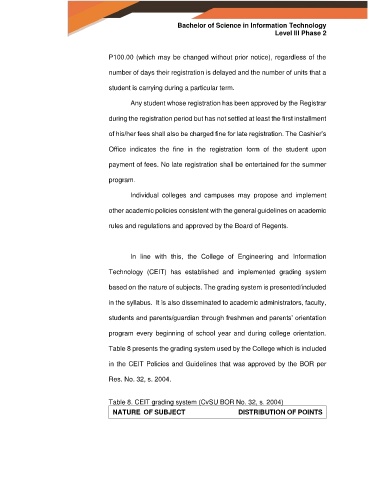 Bachelor of Science in Information Technology
Level III Phase 2
P100.00 (which may be changed without prior notice), regardless of the
number of days their registration is delayed and the number of units that a
student is carrying during a particular term.
Any student whose registration has been approved by the Registrar
during the registration period but has not settled at least the first installment
of his/her fees shall also be charged fine for late registration. The Cashier's
Office indicates the fine in the registration form of the student upon
payment of fees. No late registration shall be entertained for the summer
program.
Individual colleges and campuses may propose and implement
other academic policies consistent with the general guidelines on academic
rules and regulations and approved by the Board of Regents.
In line with this, the College of Engineering and Information
Technology (CEIT) has established and implemented grading system
based on the nature of subjects. The grading system is presented/included
in the syllabus. It is also disseminated to academic administrators, faculty,
students and parents/guardian through freshmen and parents' orientation
program every beginning of school year and during college orientation.
Table 8 presents the grading system used by the College which is included
in the CEIT Policies and Guidelines that was approved by the BOR per
Res. No. 32, s. 2004.
Table 8. CEIT grading system (CvSU BOR No. 32, s. 2004)
NATURE OF SUBJECT DISTRIBUTION OF POINTS